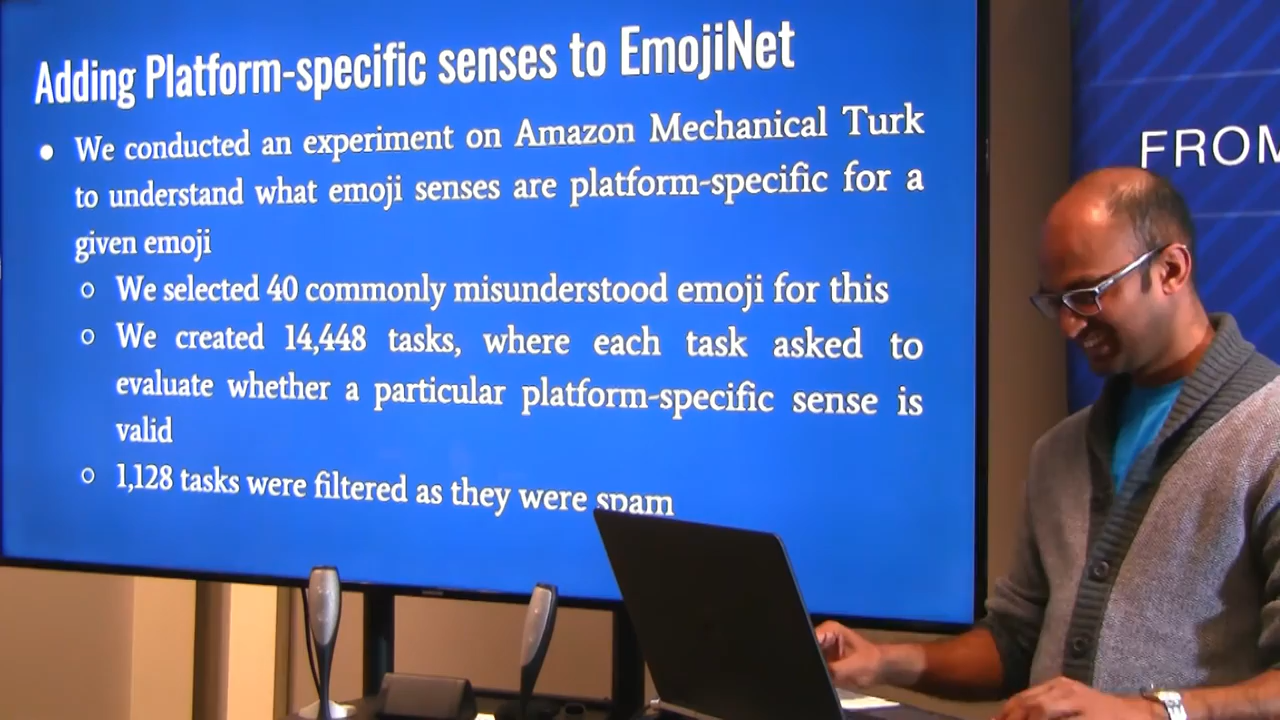 Adding Platform-specific senses to EmojiNet
• We conducted an experiment on Amazon Mechanical Turk
to understand what emoji senses are platform-specific for a
given emoji
○ We selected 40 commonly misunderstood emoji for this
○ We created 14,448 tasks, where each task asked to
evaluate whether a particular platform-specific sense is
valid
○ 1,128 tasks were filtered as they were spam
FROM